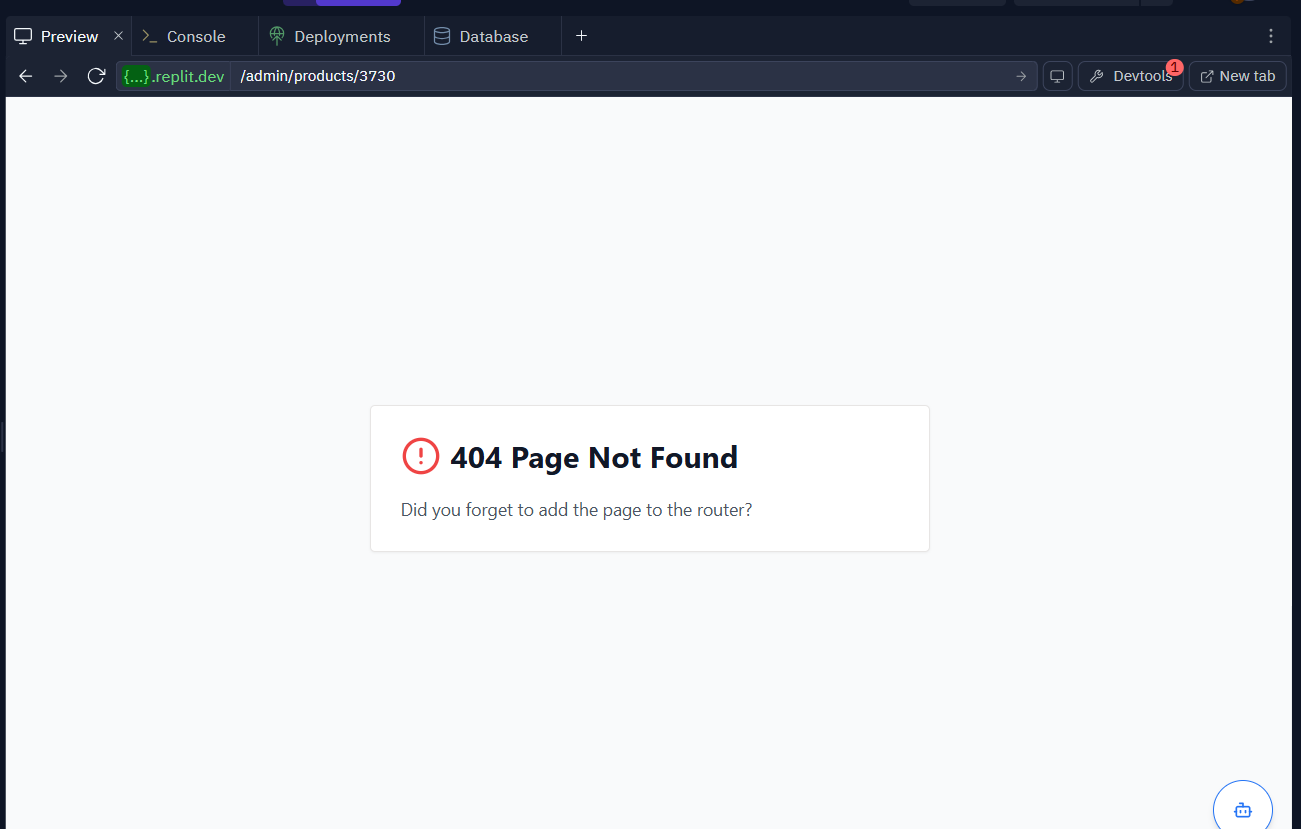 Preview
Console
Deployments
Database
{...}.replit.dev
/admin/products/3730
Devtools
1
New tab
404 Page Not Found
Did you forget to add the page to the router?